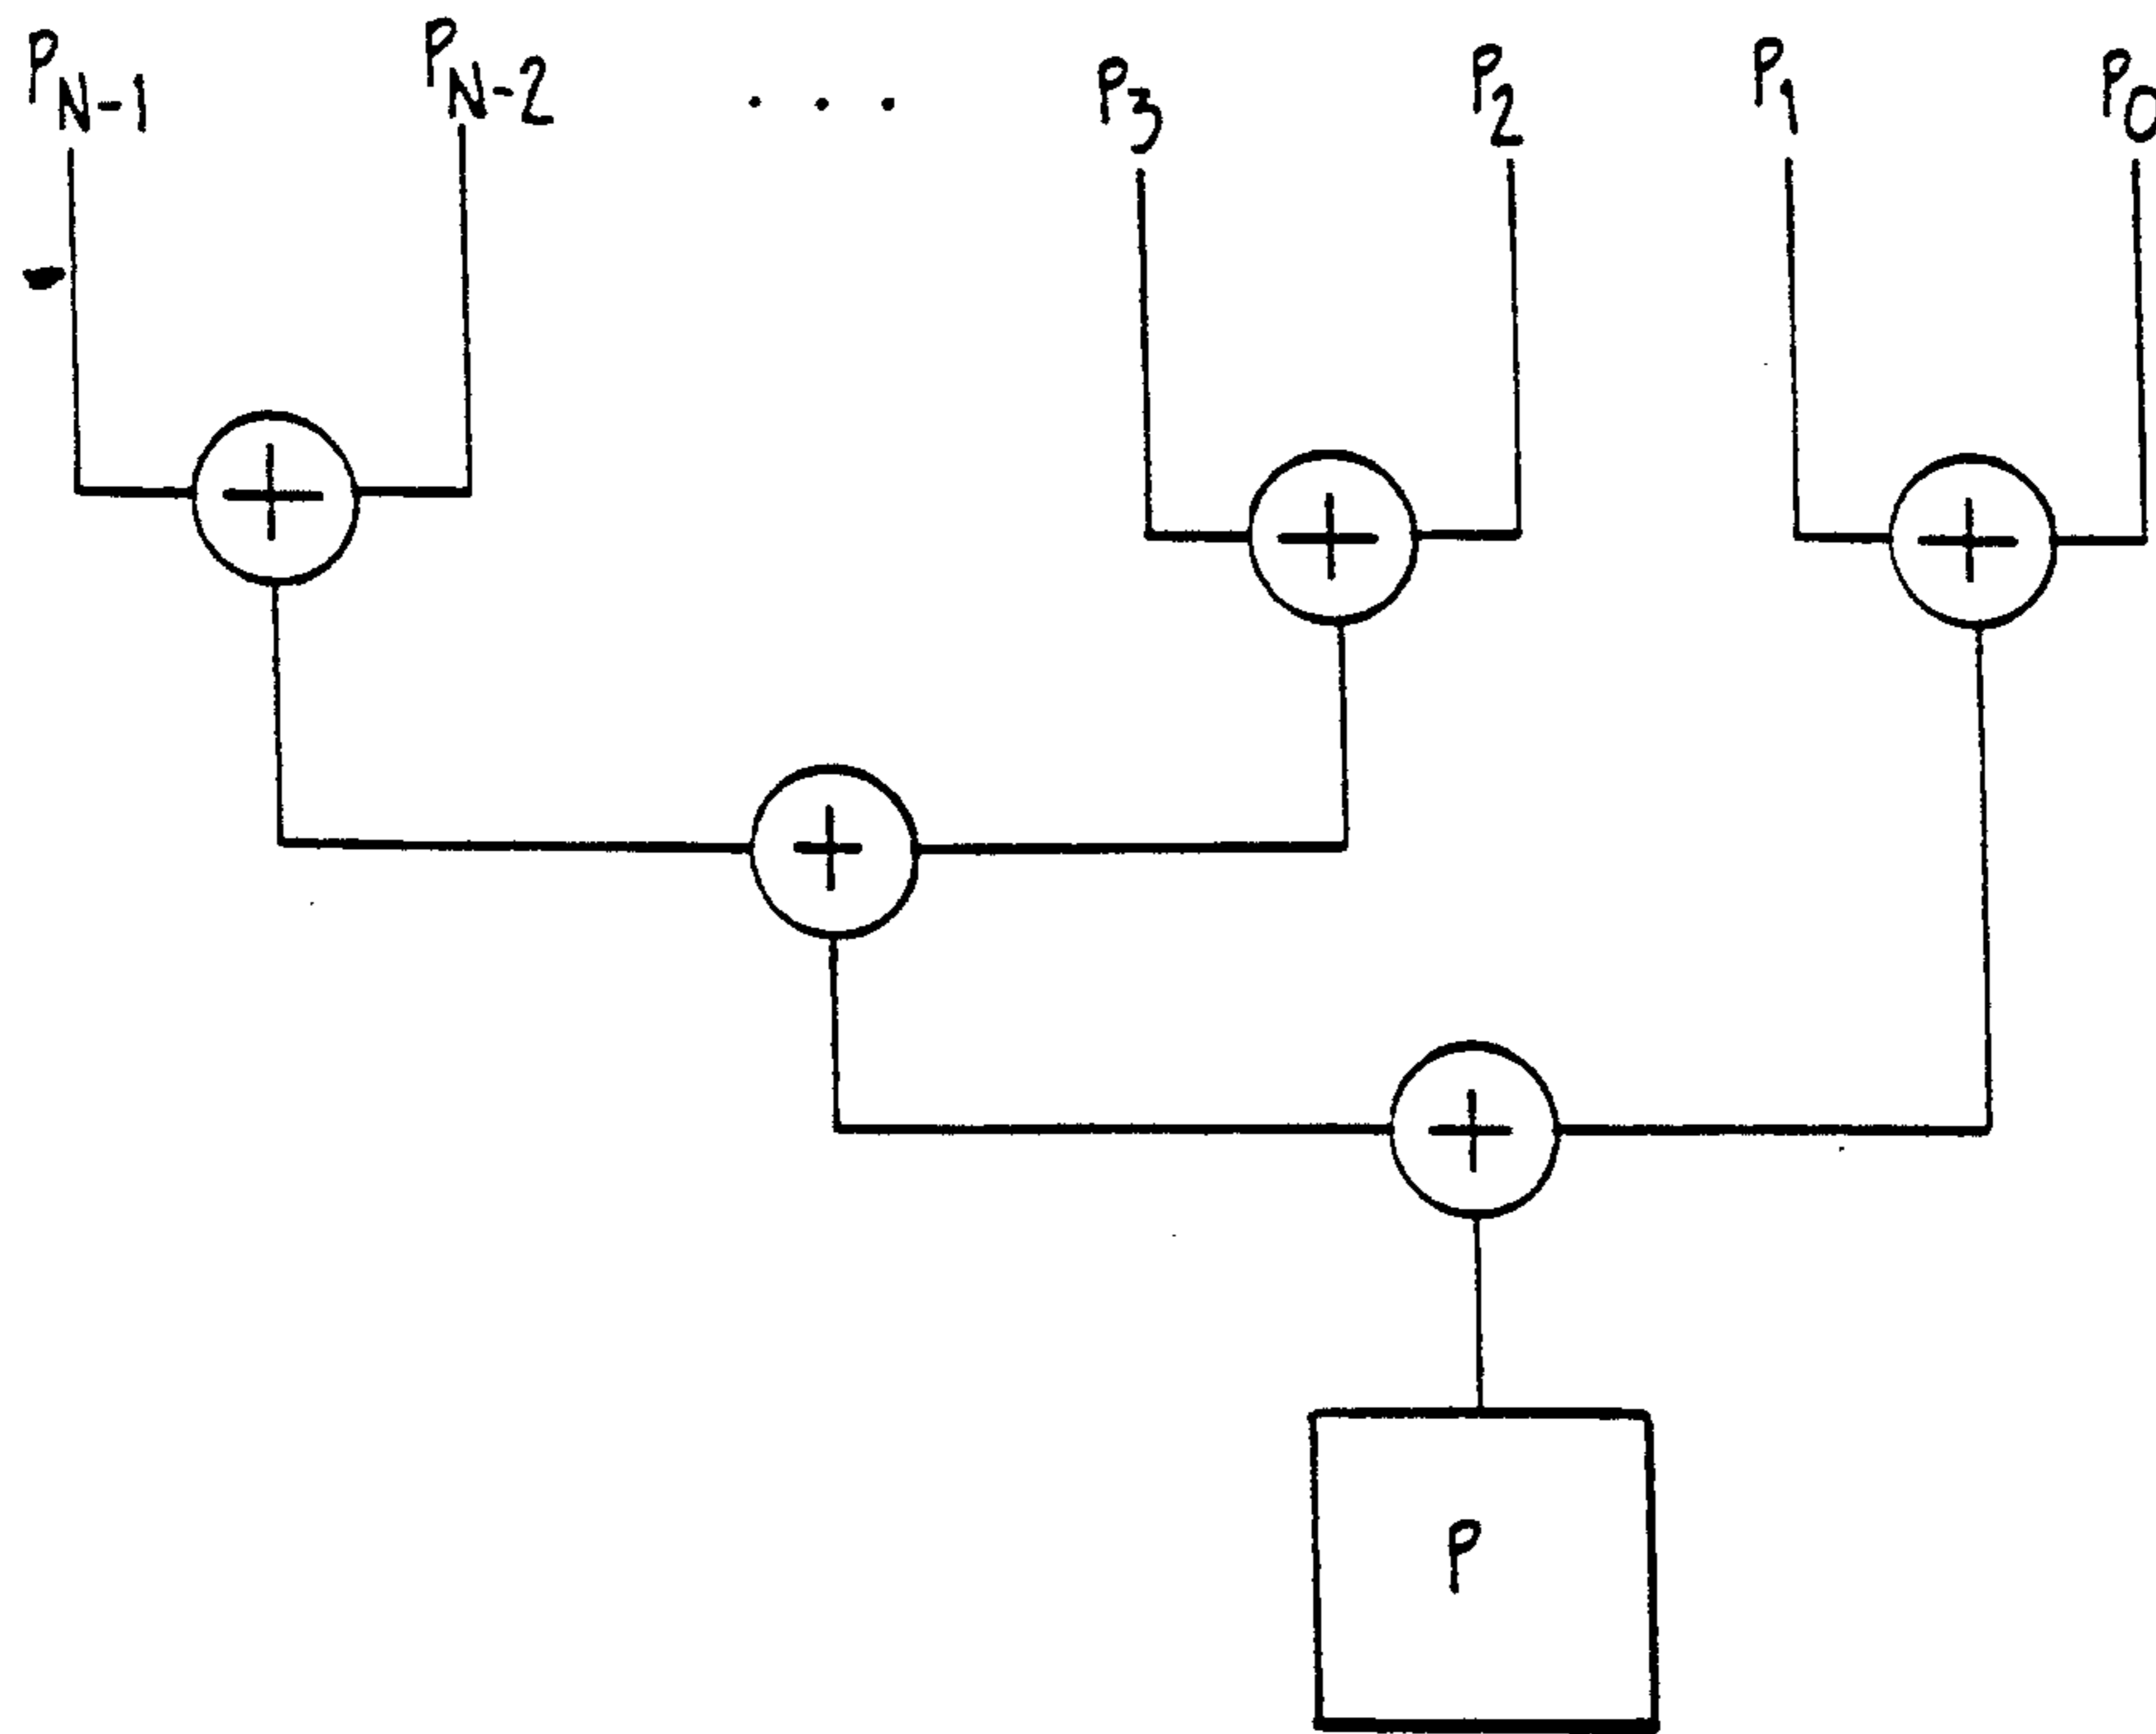 P_{N-1} P_{N-2} . . . P_3 P_2 P_1 P_0
+ + +
+
+
P